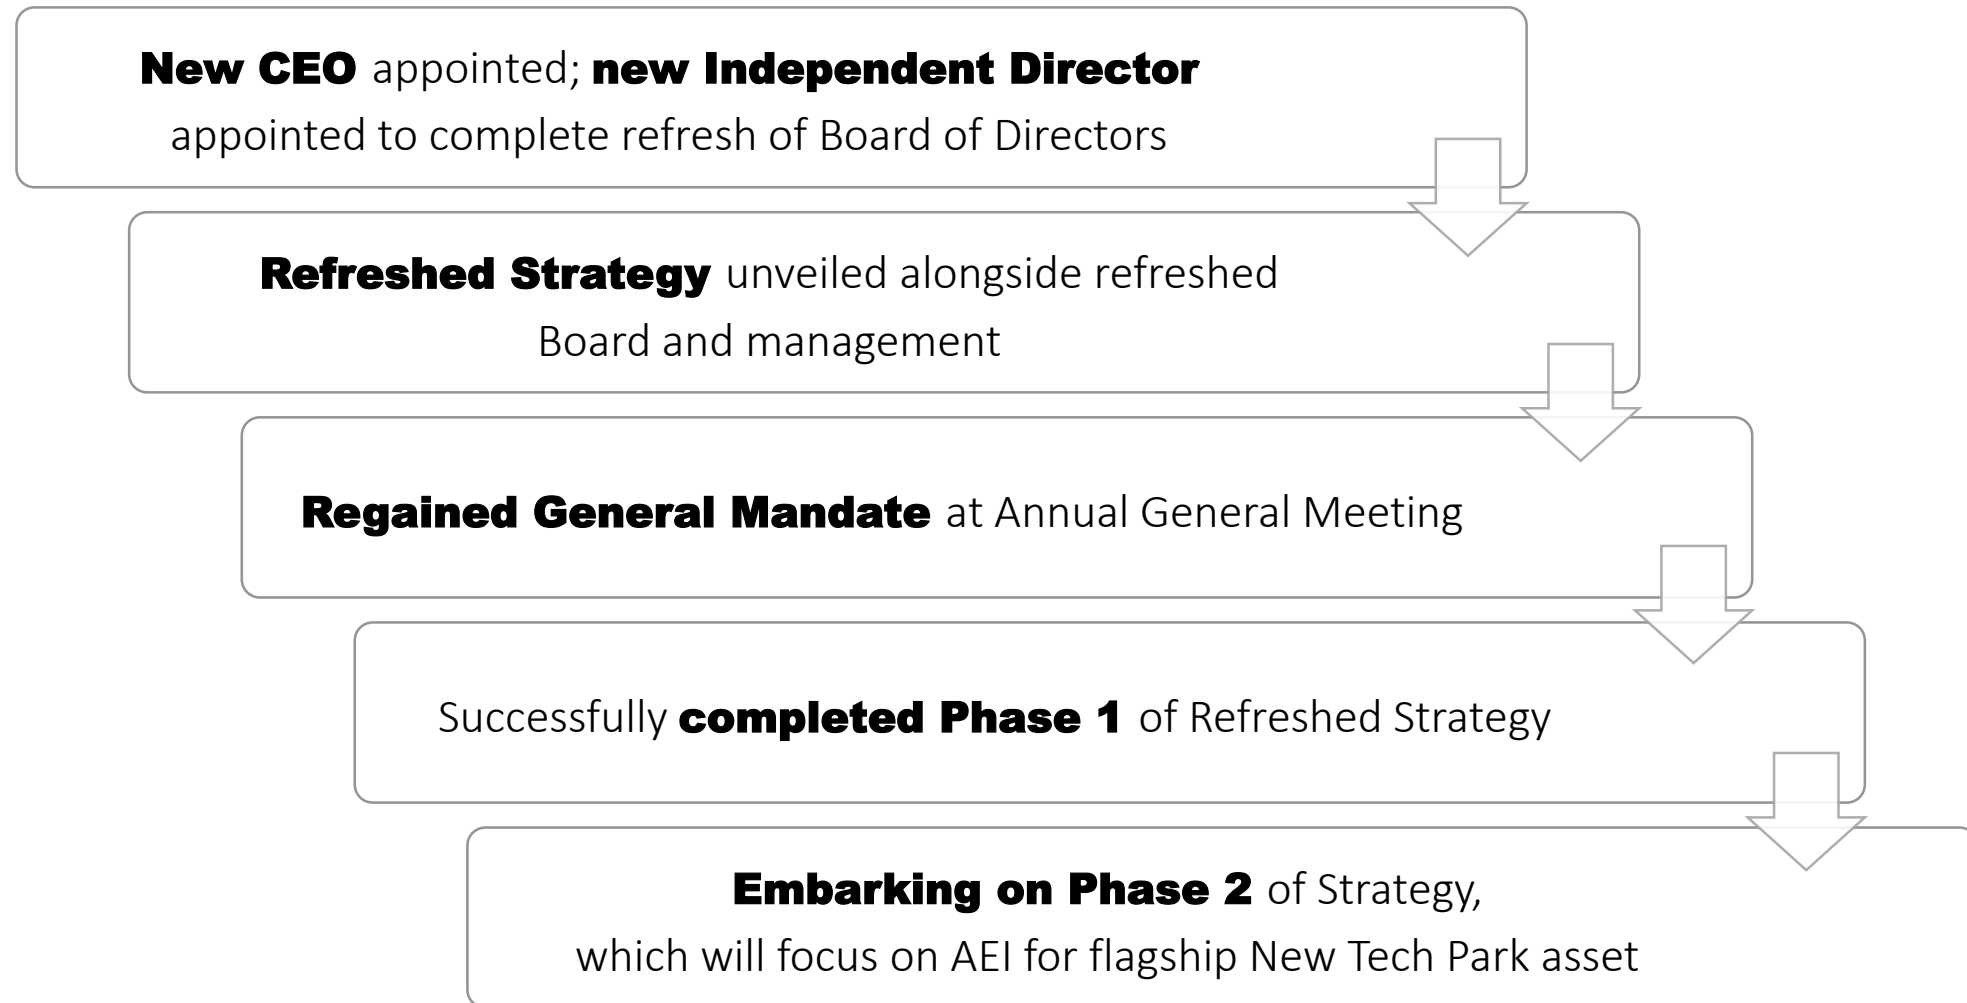 New CEO appointed; new Independent Director
appointed to complete refresh of Board of Directors
Refreshed Strategy unveiled alongside refreshed
Board and management
Regained General Mandate at Annual General Meeting
Successfully completed Phase 1 of Refreshed Strategy
Embarking on Phase 2 of Strategy,
which will focus on AEI for flagship New Tech Park asset